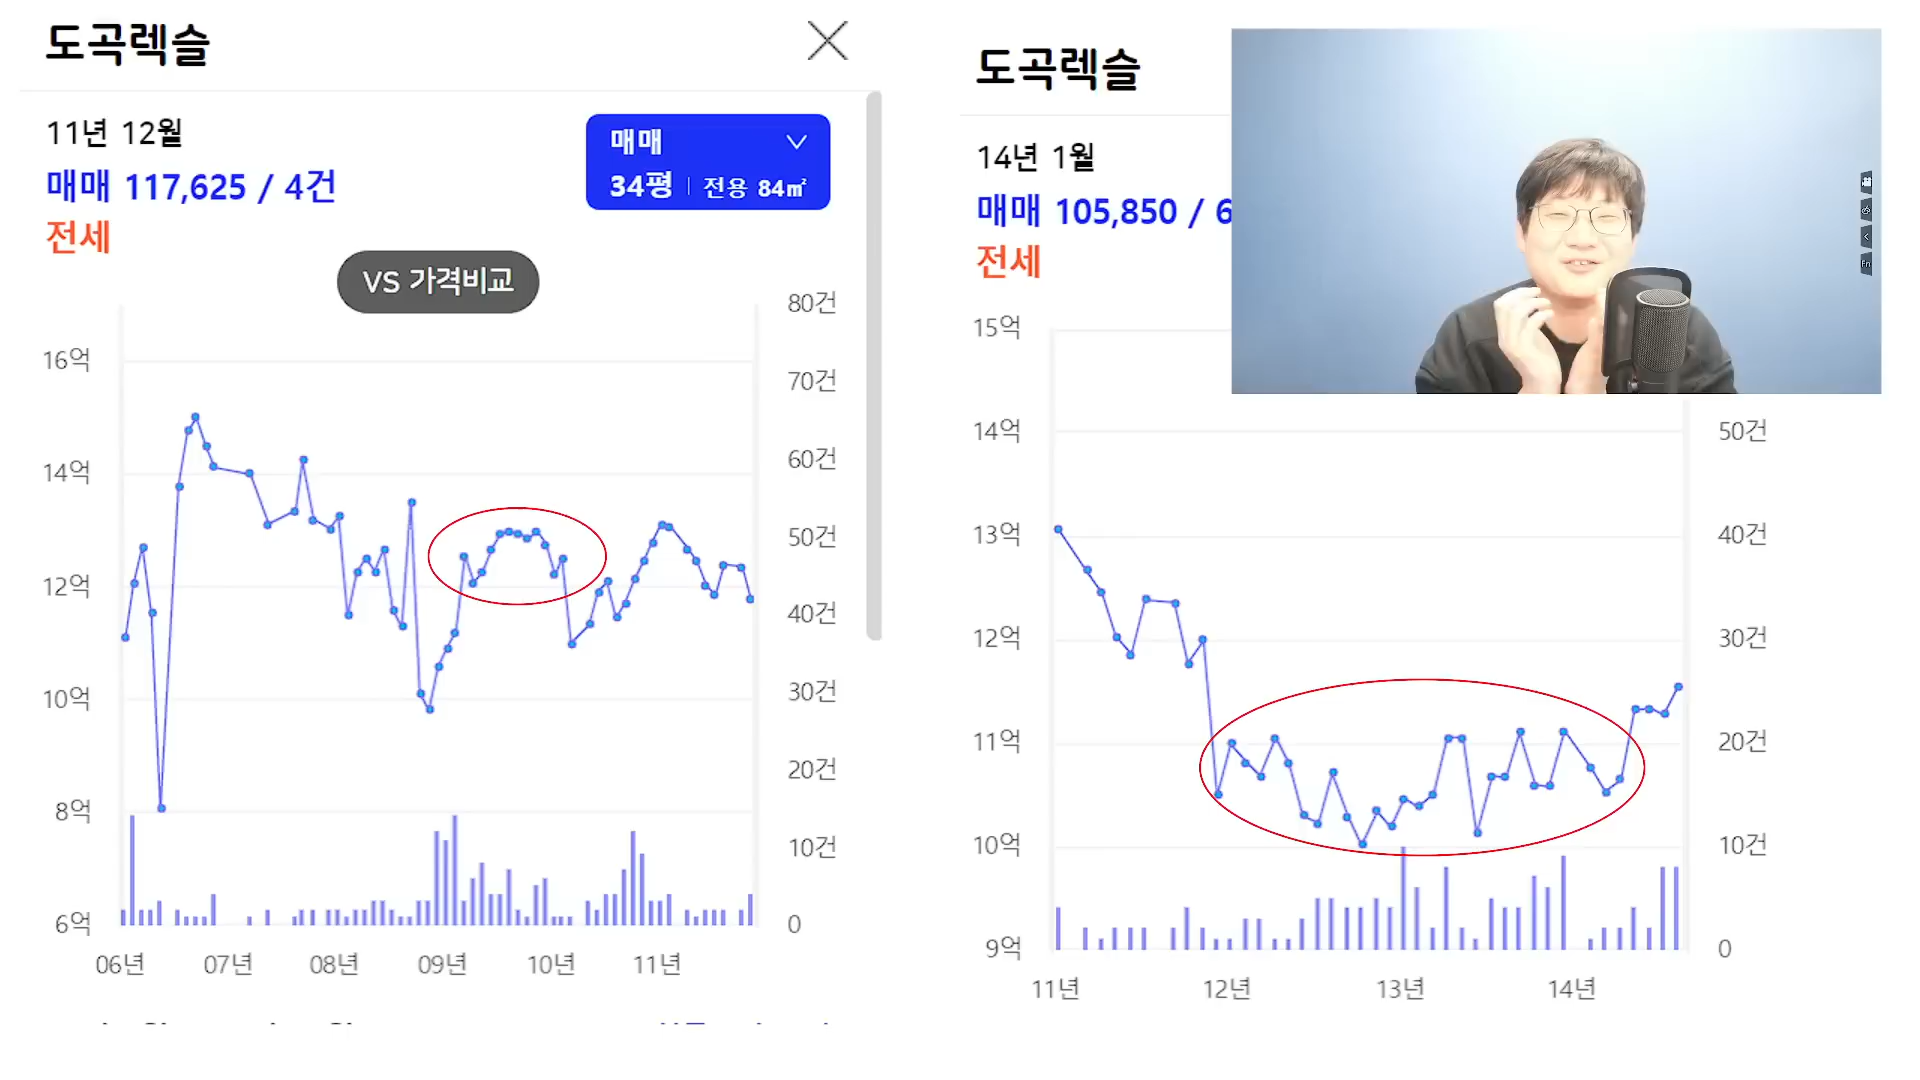 도곡렉슬
11년 12월
매매 117,625 / 4건
전세
매매
34평 | 전용 84㎡
VS 가격비교
16억
14억
12억
10억
8억
6억
80건
70건
60건
50건
40건
30건
20건
10건
0
06년 07년 08년 09년 10년 11년
도곡렉슬
14년 1월
매매 105,850 / 6
전세
15억
14억
13억
12억
11억
10억
9억
50건
40건
30건
20건
10건
0
11년 12년 13년 14년